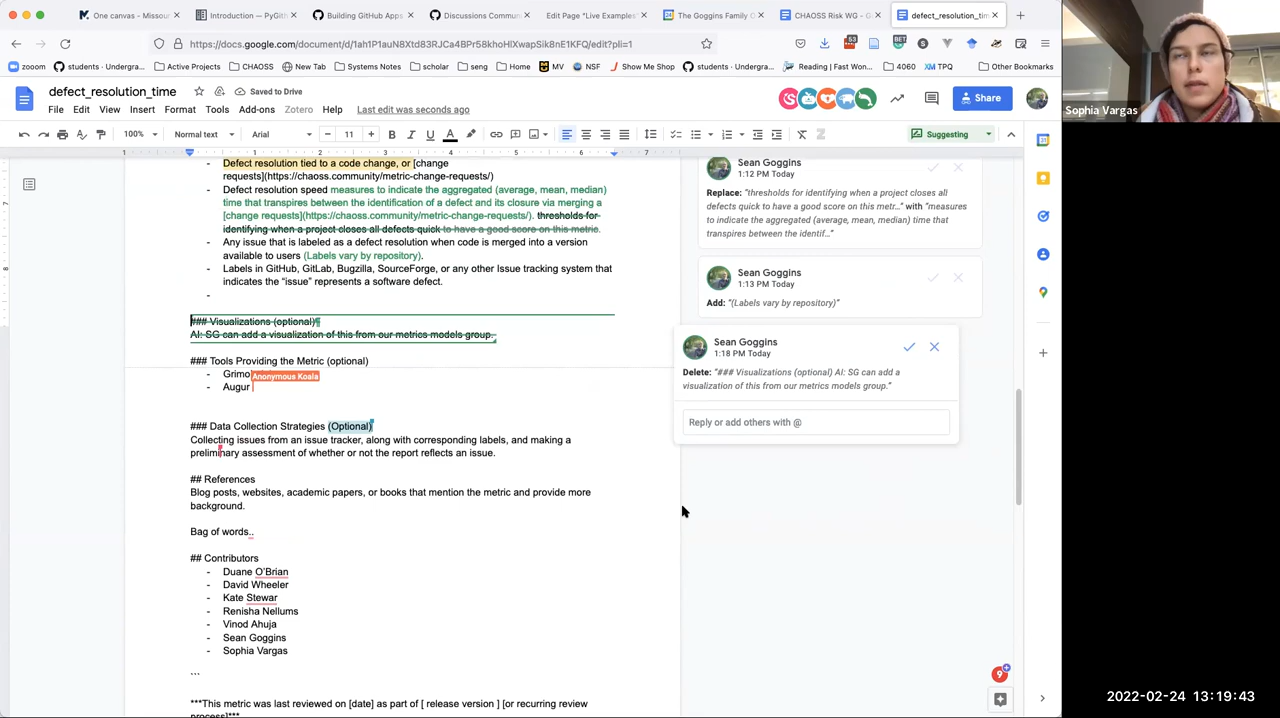 One canvas – Missour
Introduction — PyGith
Building GitHub Apps
Discussions Commun
Edit Page "Live Examples"
The Goggins Family
CHAOSS Risk WG - G
defect_resolution_tim
https://docs.google.com/document/d/1ah1P1auN8Xtd83RJCa4BPr58khoHlXwapSik8nE1KFQ/edit?pli=1
53
BET
zooom
students - Undergra...
Active Projects
CHAOSS
New Tab
Systems Notes
scholar
seng
Home
MV
NSF
Show Me Shop
students - Undergra...
Reading | Fast Won...
4060
XM TPQ
Other Bookmarks
defect_resolution_time
Saved to Drive
File Edit View Insert Format Tools Add-ons Zotero Help Last edit was seconds ago
Share
100% Normal text Arial 11 Suggesting
1 1 2 3 4 5 6 7
Defect resolution tied to a code change, or [change
requests](https://chaoss.community/metric-change-requests/)
- Defect resolution speed measures to indicate the aggregated (average, mean, median)
time that transpires between the identification of a defect and its closure via merging a
[change requests](https://chaoss.community/metric-change-requests/). thresholds for
identifying when a project closes all defects quick to have a good score on this metric.
- Any issue that is labeled as a defect resolution when code is merged into a version
available to users (Labels vary by repository).
- Labels in GitHub, GitLab, Bugzilla, SourceForge, or any other Issue tracking system that
indicates the "issue" represents a software defect.
-
### Visualizations (optional)¶
AI: SG can add a visualization of this from our metrics models group.
### Tools Providing the Metric (optional)
- Grimo
Anonymous Koala
- Augur
### Data Collection Strategies (Optional)
Collecting issues from an issue tracker, along with corresponding labels, and making a
preliminary assessment of whether or not the report reflects an issue.
## References
Blog posts, websites, academic papers, or books that mention the metric and provide more
background.
Bag of words..
## Contributors
- Duane O'Brian
- David Wheeler
- Kate Stewar
- Renisha Nellums
- Vinod Ahuja
- Sean Goggins
- Sophia Vargas
```
***This metric was last reviewed on [date] as part of [ release version ] [or recurring review
process]***
Sean Goggins
1:12 PM Today
Replace: "thresholds for identifying when a project closes all
defects quick to have a good score on this metr..." with "measures
to indicate the aggregated (average, mean, median) time that
transpires between the identif..."
Sean Goggins
1:13 PM Today
Add: "(Labels vary by repository)"
Sean Goggins
1:18 PM Today
Delete: "### Visualizations (optional) AI: SG can add a
visualization of this from our metrics models group."
Reply or add others with @
9
Sophia Vargas
2022-02-24 13:19:43